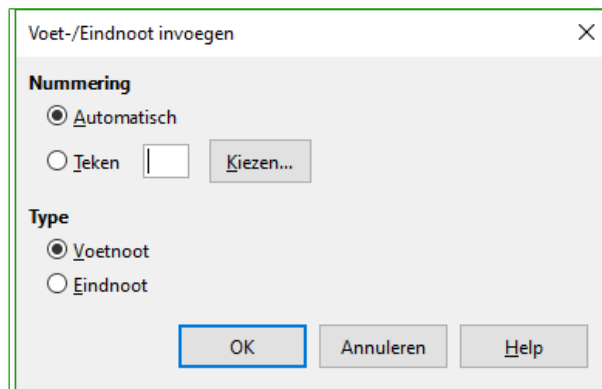 Voet-/Eindnoot invoegen
Nummering
Automatisch
Teken Kiezen...
Type
Voetnoot
Eindnoot
OK Annuleren Help